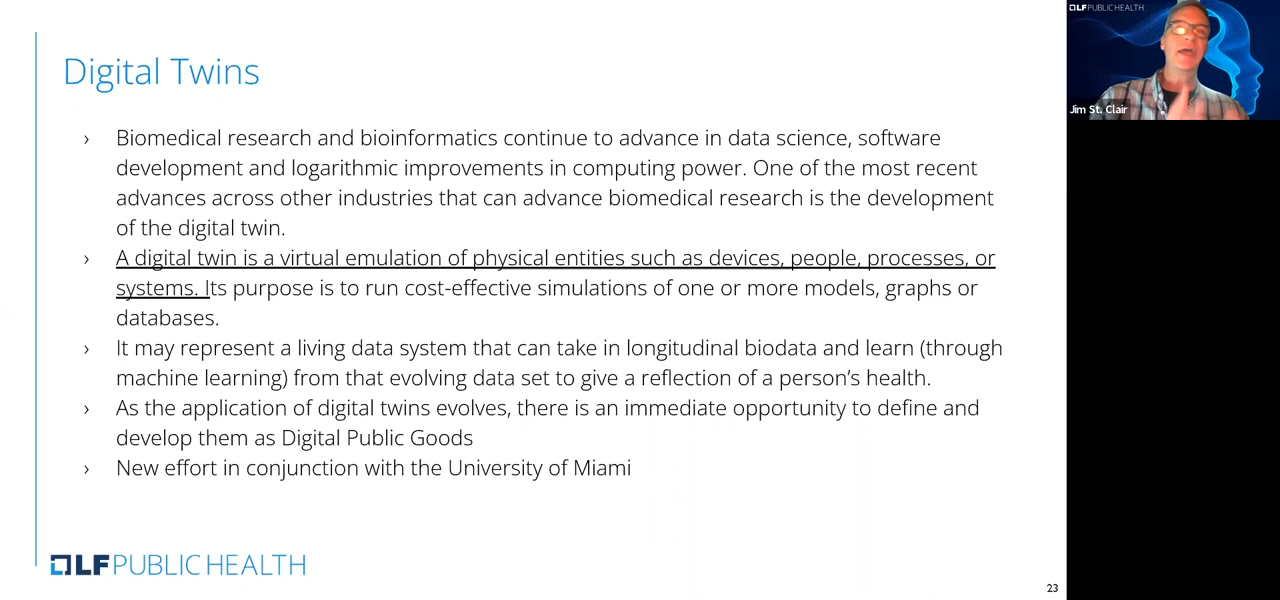 Digital Twins
› Biomedical research and bioinformatics continue to advance in data science, software
development and logarithmic improvements in computing power. One of the most recent
advances across other industries that can advance biomedical research is the development
of the digital twin.
› A digital twin is a virtual emulation of physical entities such as devices, people, processes, or
systems. Its purpose is to run cost-effective simulations of one or more models, graphs or
databases.
› It may represent a living data system that can take in longitudinal biodata and learn (through
machine learning) from that evolving data set to give a reflection of a person’s health.
› As the application of digital twins evolves, there is an immediate opportunity to define and
develop them as Digital Public Goods
› New effort in conjunction with the University of Miami
LF PUBLIC HEALTH
23
LF PUBLIC HEALTH
Jim St. Clair